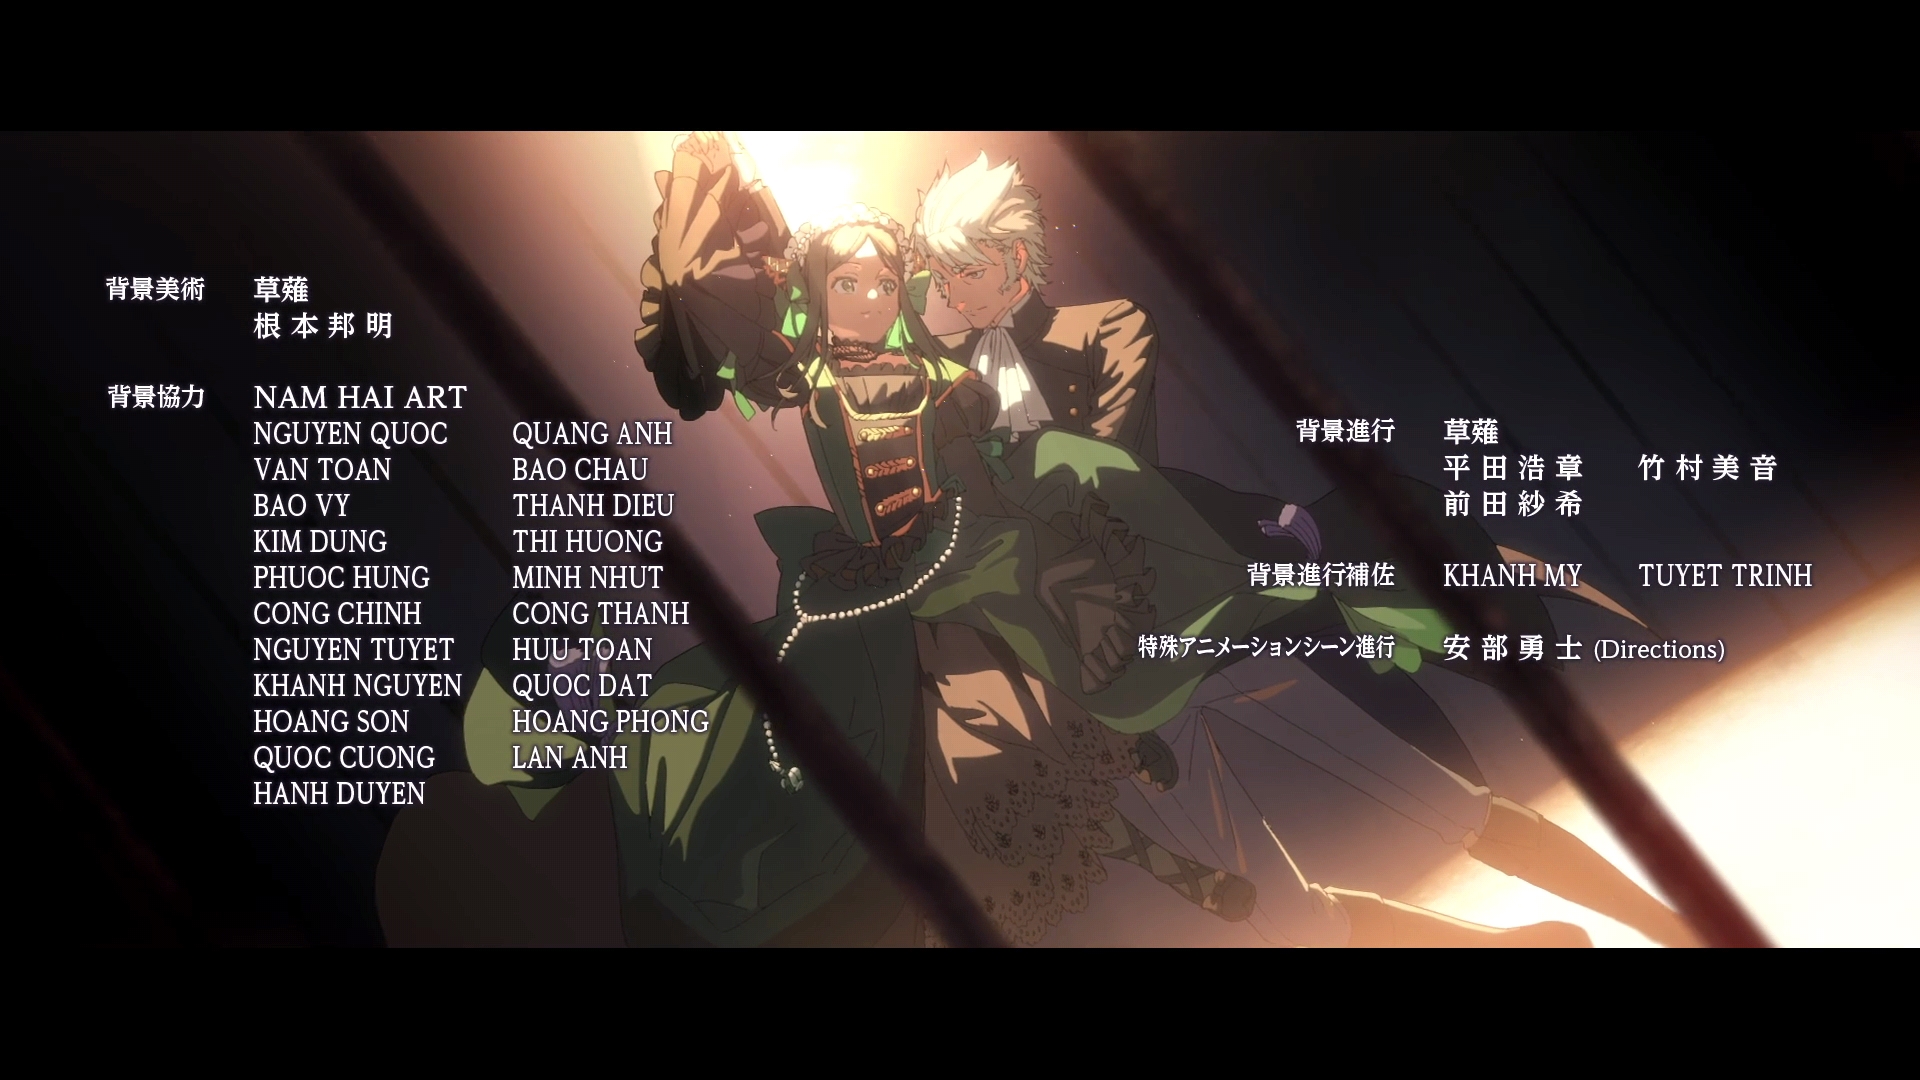 背景美術 草薙
根本邦明
背景協力 NAM HAI ART
NGUYEN QUOC QUANG ANH
VAN TOAN BAO CHAU
BAO VY THANH DIEU
KIM DUNG THI HUONG
PHUOC HUNG MINH NHUT
CONG CHINH CONG THANH
NGUYEN TUYET HUU TOAN
KHANH NGUYEN QUOC DAT
HOANG SON HOANG PHONG
QUOC CUONG LAN ANH
HANH DUYEN
背景進行 草薙
平田浩章 竹村美音
前田紗希
背景進行補佐 KHANH MY TUYET TRINH
特殊アニメーションシーン進行 安部勇士 (Directions)